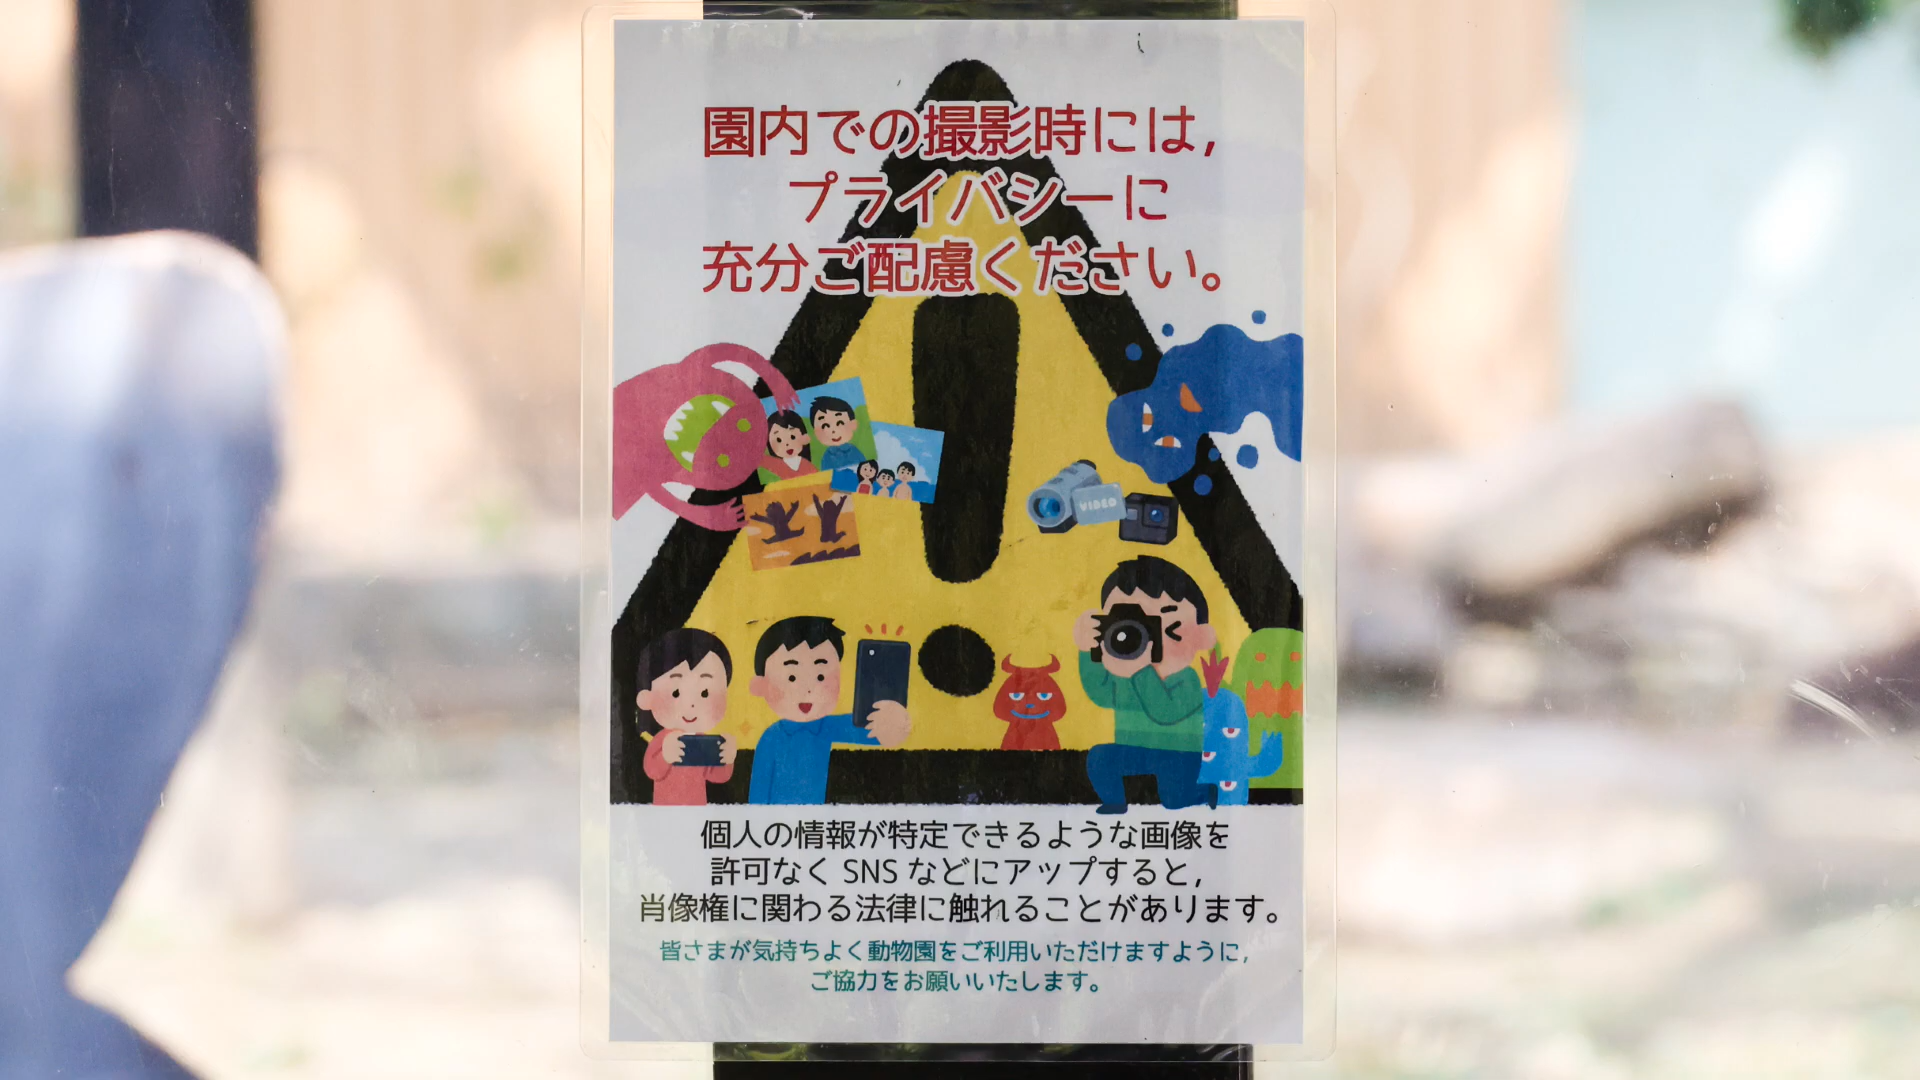 園内での撮影時には,
プライバシーに
充分ご配慮ください。
VIDEO
個人の情報が特定できるような画像を
許可なく SNS などにアップすると,
肖像権に関わる法律に触れることがあります。
皆さまが気持ちよく動物園をご利用いただけますように,
ご協力をお願いいたします。